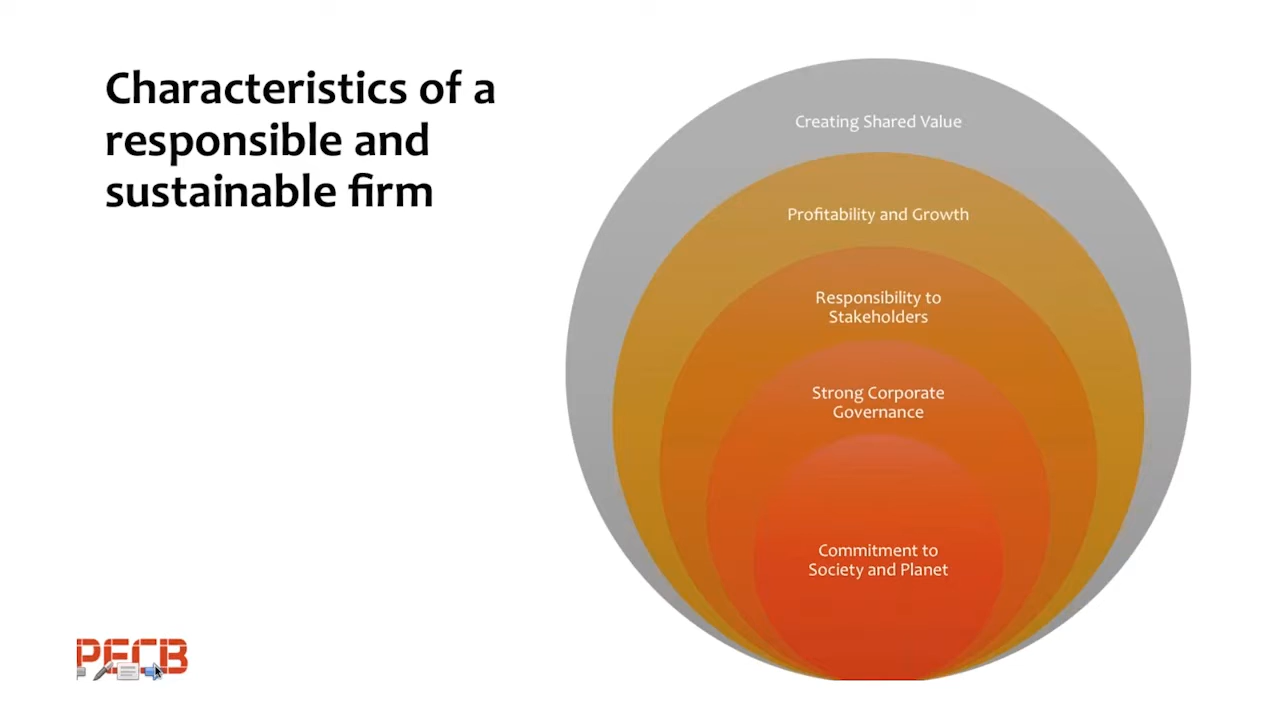 Characteristics of a
responsible and
sustainable firm
Creating Shared Value
Profitability and Growth
Responsibility to
Stakeholders
Strong Corporate
Governance
Commitment to
Society and Planet
PECB